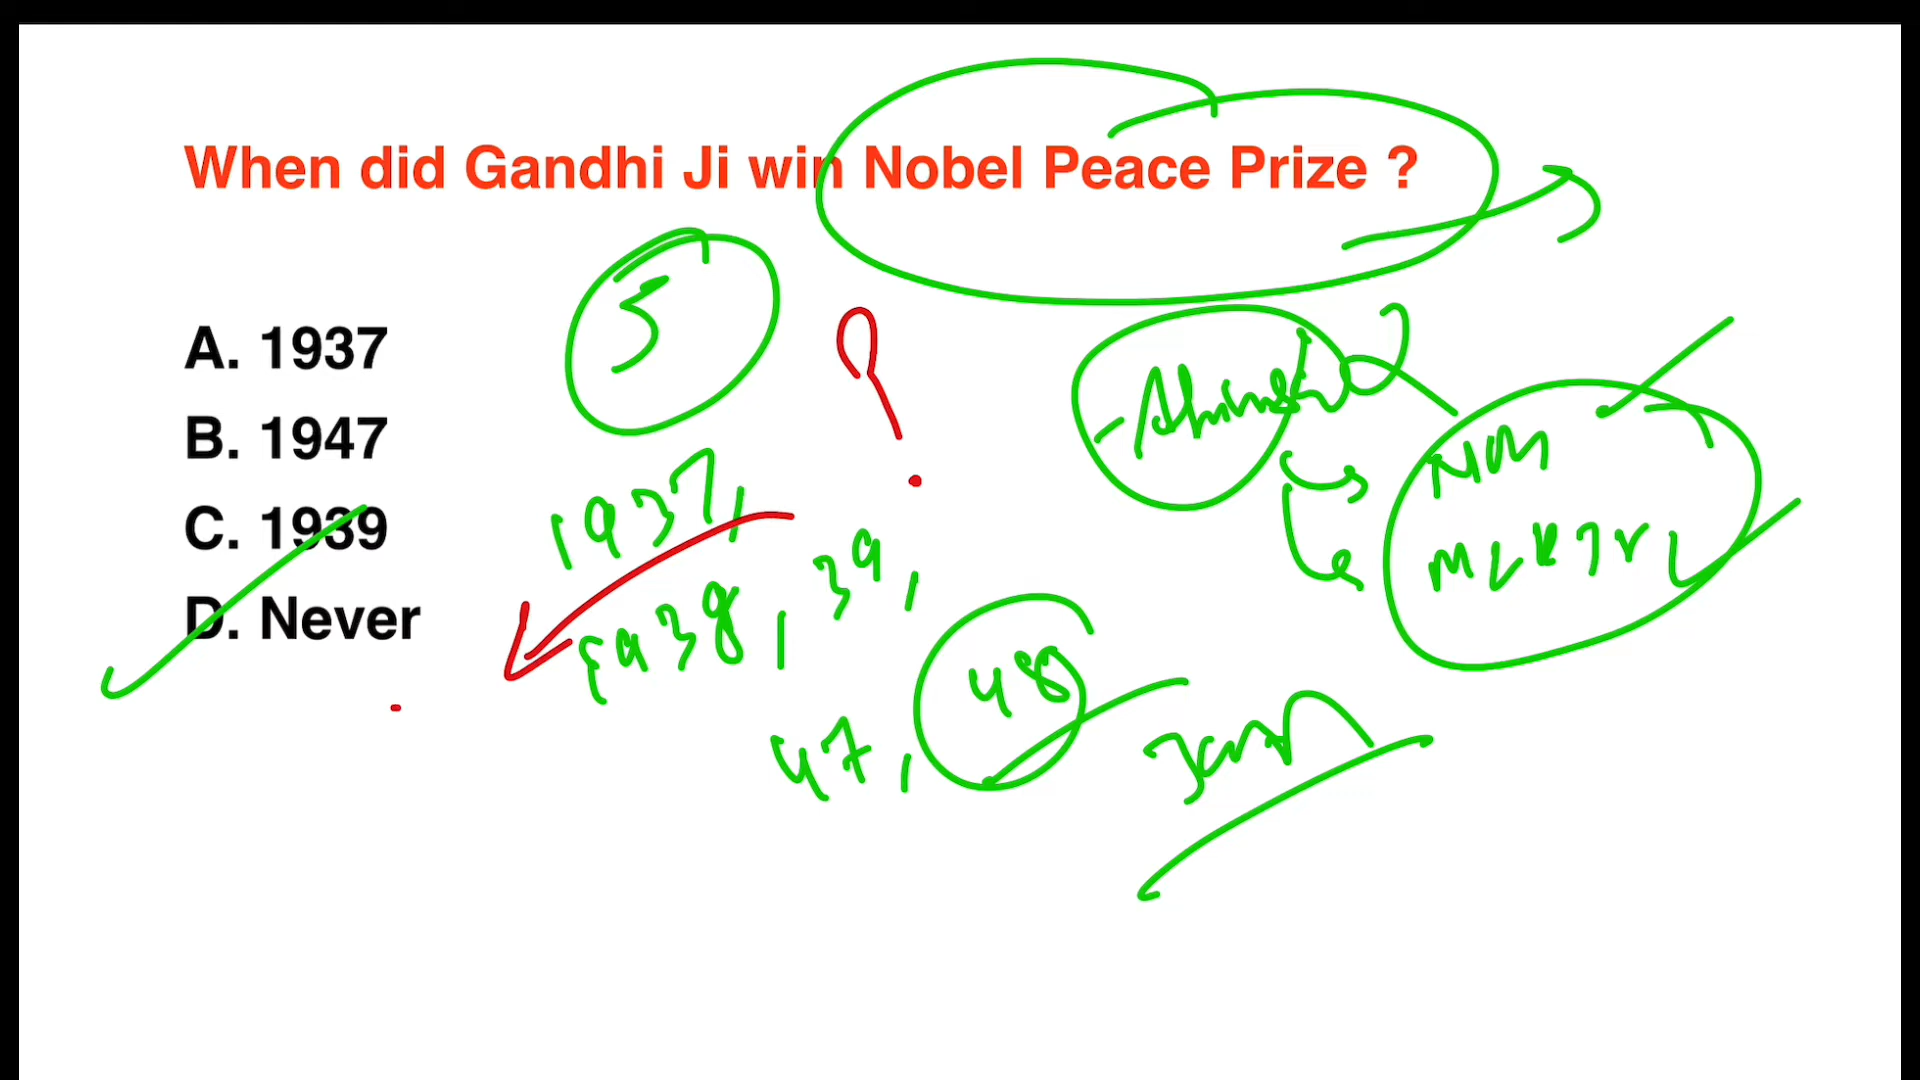 When did Gandhi Ji win Nobel Peace Prize ?
5
?
A. 1937
B. 1947
C. 1939
D. Never
1937,
1938, 39,
47, 48
NM
MLKJr
Jan